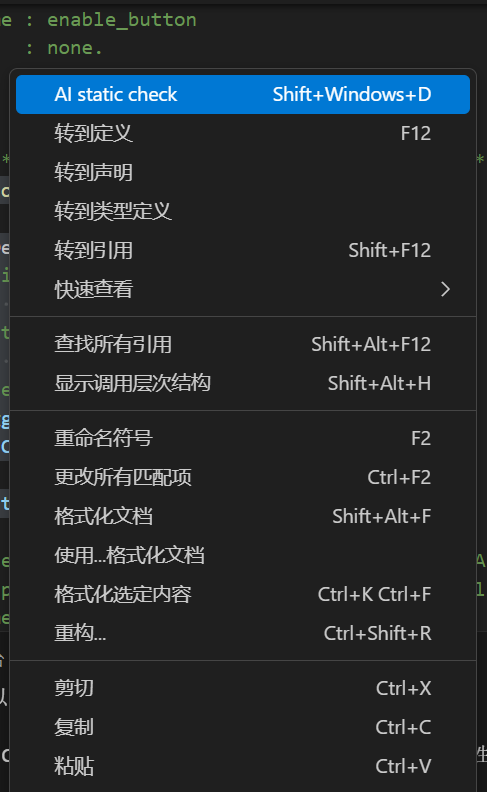 e : enable_button
: none.
AI static check Shift+Windows+D
转到定义 F12
转到声明
转到类型定义
转到引用 Shift+F12
快速查看
查找所有引用 Shift+Alt+F12
显示调用层次结构 Shift+Alt+H
重命名符号 F2
更改所有匹配项 Ctrl+F2
格式化文档 Shift+Alt+F
使用...格式化文档
格式化选定内容 Ctrl+K Ctrl+F
重构... Ctrl+Shift+R
剪切 Ctrl+X
复制 Ctrl+C
粘贴 Ctrl+V